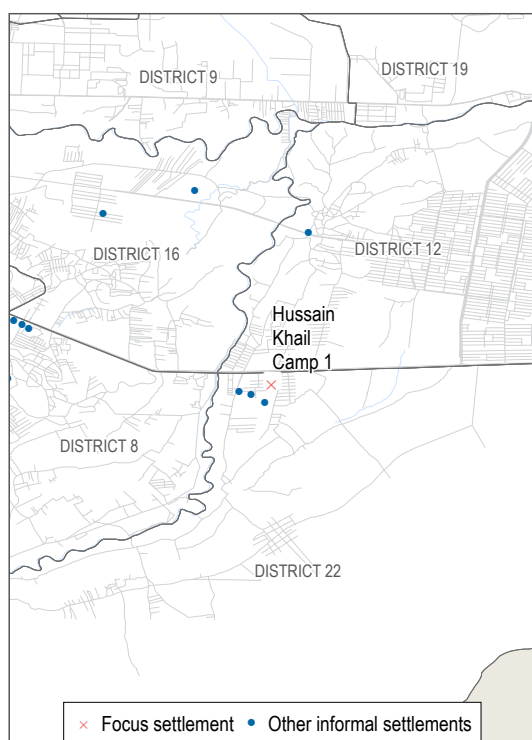 DISTRICT 9
DISTRICT 19
DISTRICT 16
DISTRICT 12
Hussain
Khail
Camp 1
DISTRICT 8
DISTRICT 22
Focus settlement
Other informal settlements